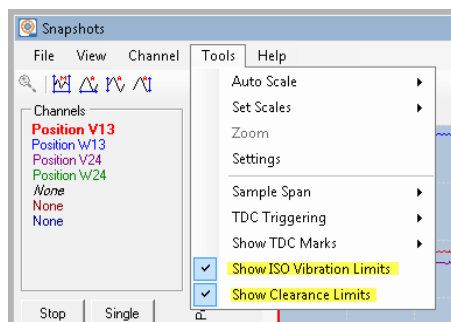 Snapshots
File View Channel Tools Help
Channels
Position V13
Position W13
Position V24
Position W24
None
None
None
Stop Single
Auto Scale
Set Scales
Zoom
Settings
Sample Span
TDC Triggering
Show TDC Marks
Show ISO Vibration Limits
Show Clearance Limits